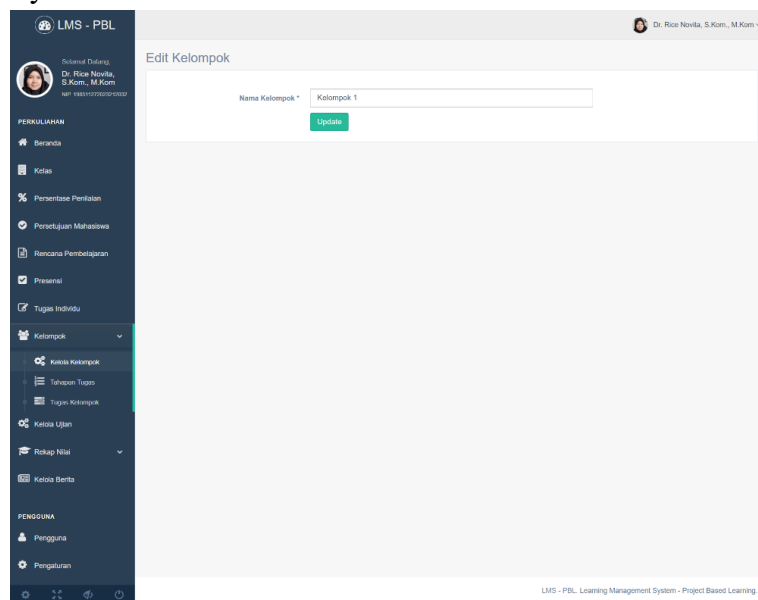 LMS - PBL
Dr. Rice Novita, S.Kom., M.Kom
Selamat Datang,
Dr. Rice Novita,
S.Kom., M.Kom
PERKULIAHAN
Beranda
Kelas
Persentase Penilaian
Persetujuan Mahasiswa
Rencana Pembelajaran
Presensi
Tugas Individu
Kelompok
Kelola Kelompok
Tahapan Tugas
Tugas Kelompok
Kelola Ujian
Rekap Nilai
Kelola Berita
PENGGUNA
Pengguna
Pengaturan
Edit Kelompok
Nama Kelompok *
Kelompok 1
Update
LMS - PBL. Learning Management System - Project Based Learning.